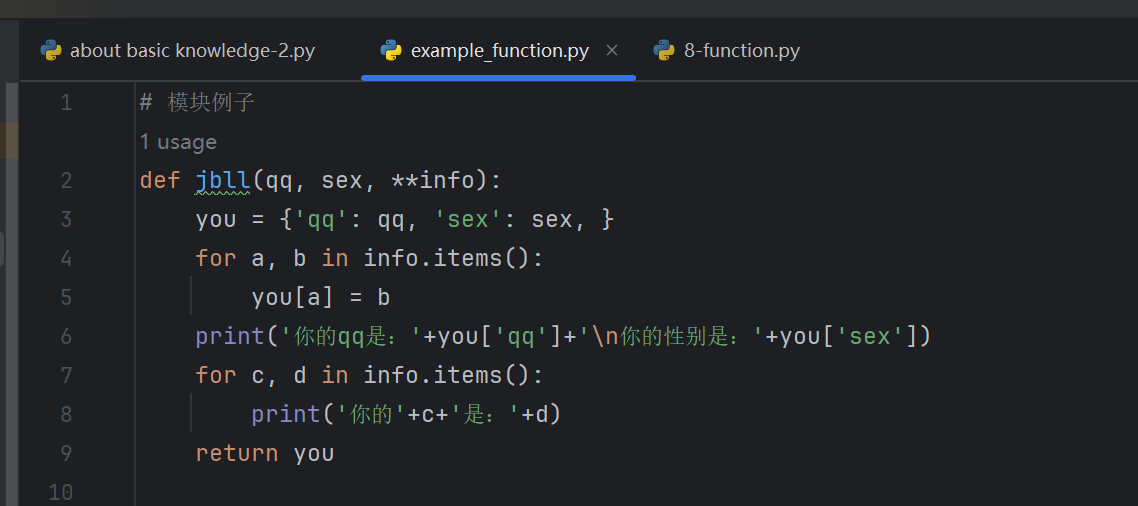 about basic knowledge-2.py example_function.py 8-function.py
1 # 模块例子
1 usage
2 def jbll(qq, sex, **info):
3 you = {'qq': qq, 'sex': sex, }
4 for a, b in info.items():
5 you[a] = b
6 print('你的qq是：'+you['qq']+'\n你的性别是：'+you['sex'])
7 for c, d in info.items():
8 print('你的'+c+'是：'+d)
9 return you
10